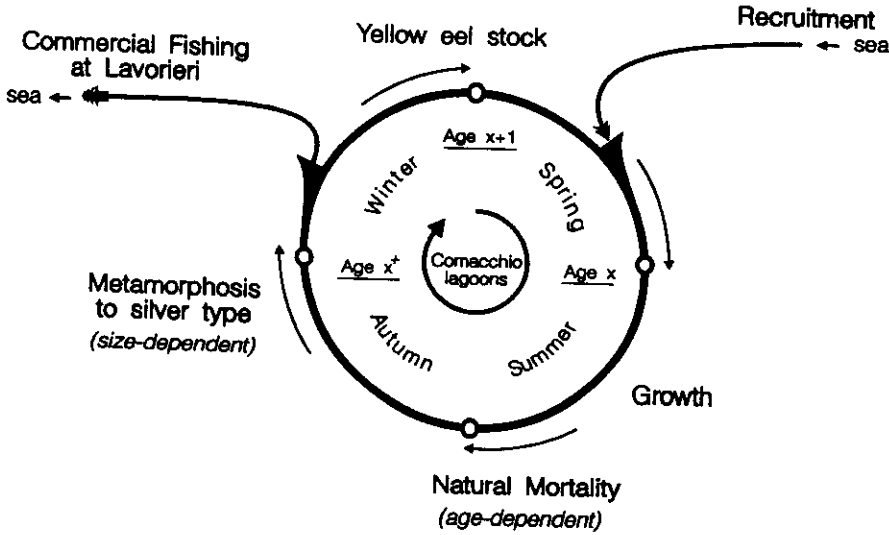 Commercial Fishing
at Lavorieri
sea
Yellow eel stock
Recruitment
sea
Age x+1
Winter
Spring
Comacchio
lagoons
Age x⁺
Age x
Autumn
Summer
Metamorphosis
to silver type
(size-dependent)
Growth
Natural Mortality
(age-dependent)